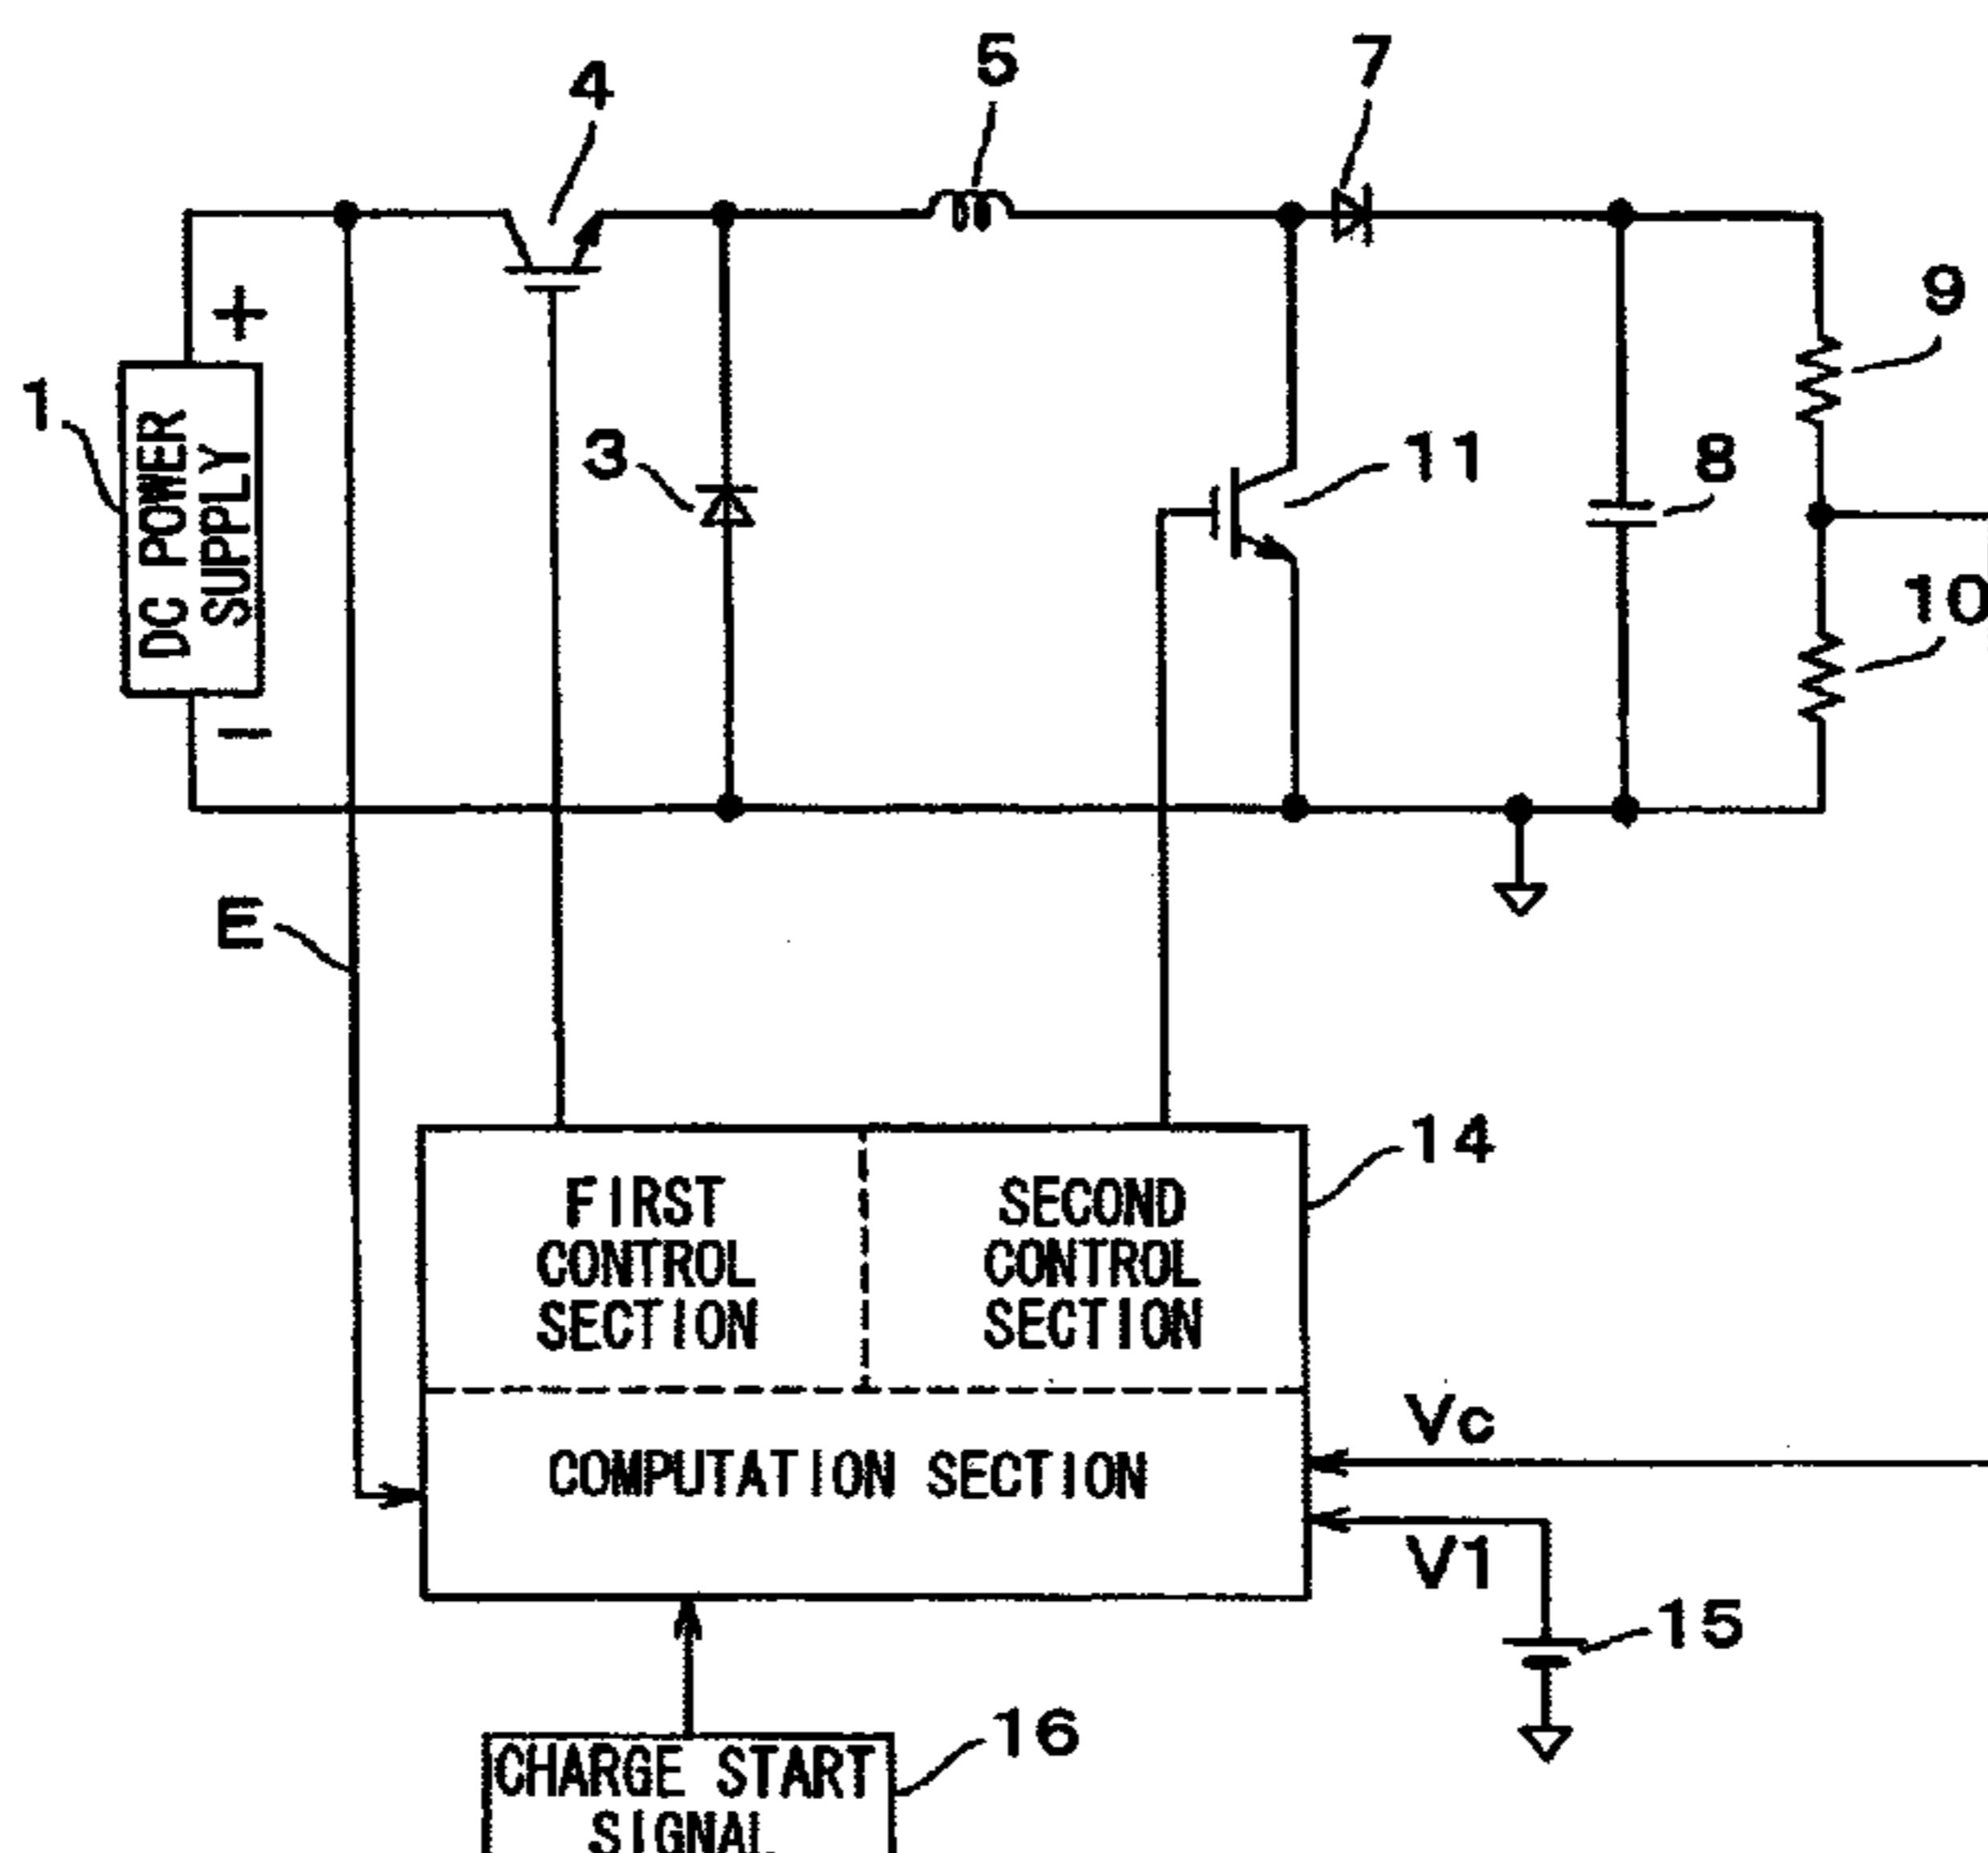 4
5
7
+
9
1
DC POWER
SUPPLY
3
11
8
10
−
E
14
FIRST
CONTROL
SECTION
SECOND
CONTROL
SECTION
Vc
COMPUTATION SECTION
V1
15
16
CHARGE START
SIGNAL